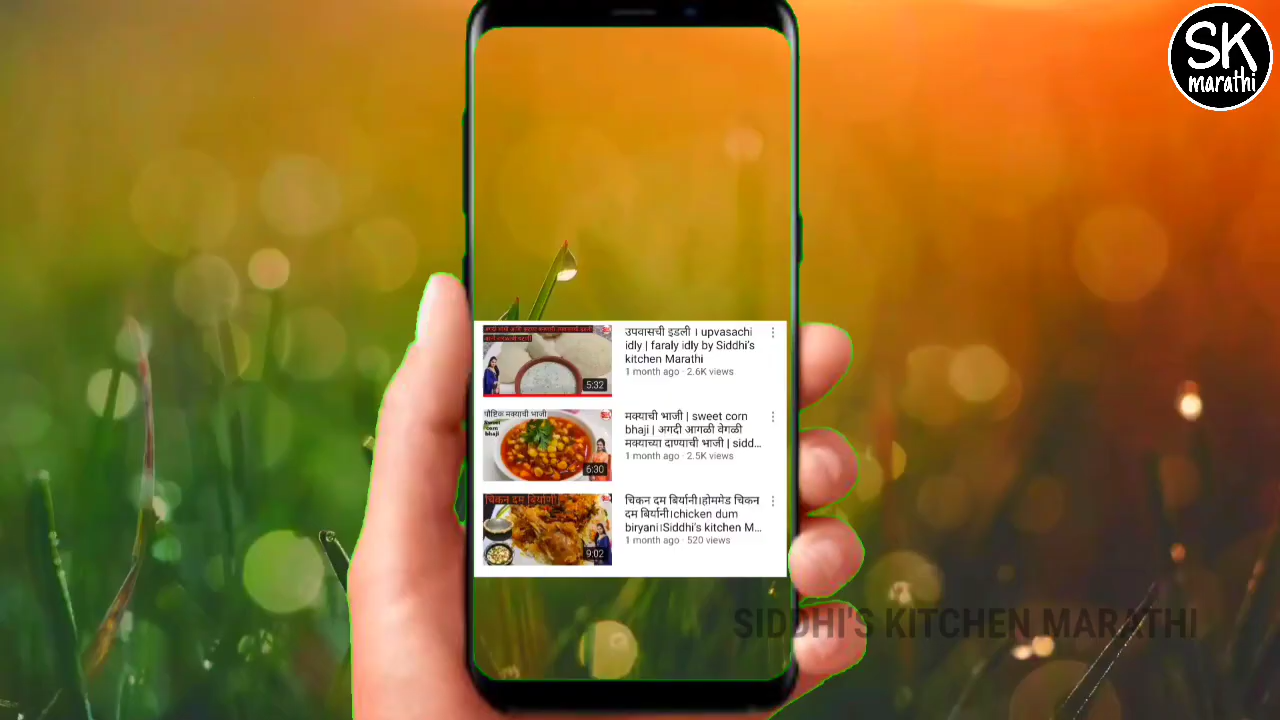 SK
marathi
उपवासची इडली । upvasachi
idly | faraly idly by Siddhi's
kitchen Marathi
1 month ago · 2.6K views
5:32
पौष्टिक मक्याची भाजी
Sweet
corn
bhaji
मक्याची भाजी | sweet corn
bhaji | अगदी आगळी वेगळी
मक्याच्या दाण्याची भाजी | sidd...
1 month ago · 2.5K views
6:30
चिकन दम बिर्याणी
चिकन दम बिर्यानी।होममेड चिकन
दम बिर्यानी।chicken dum
biryani।Siddhi's kitchen M...
1 month ago · 520 views
9:02
SIDDHI'S KITCHEN MARATHI